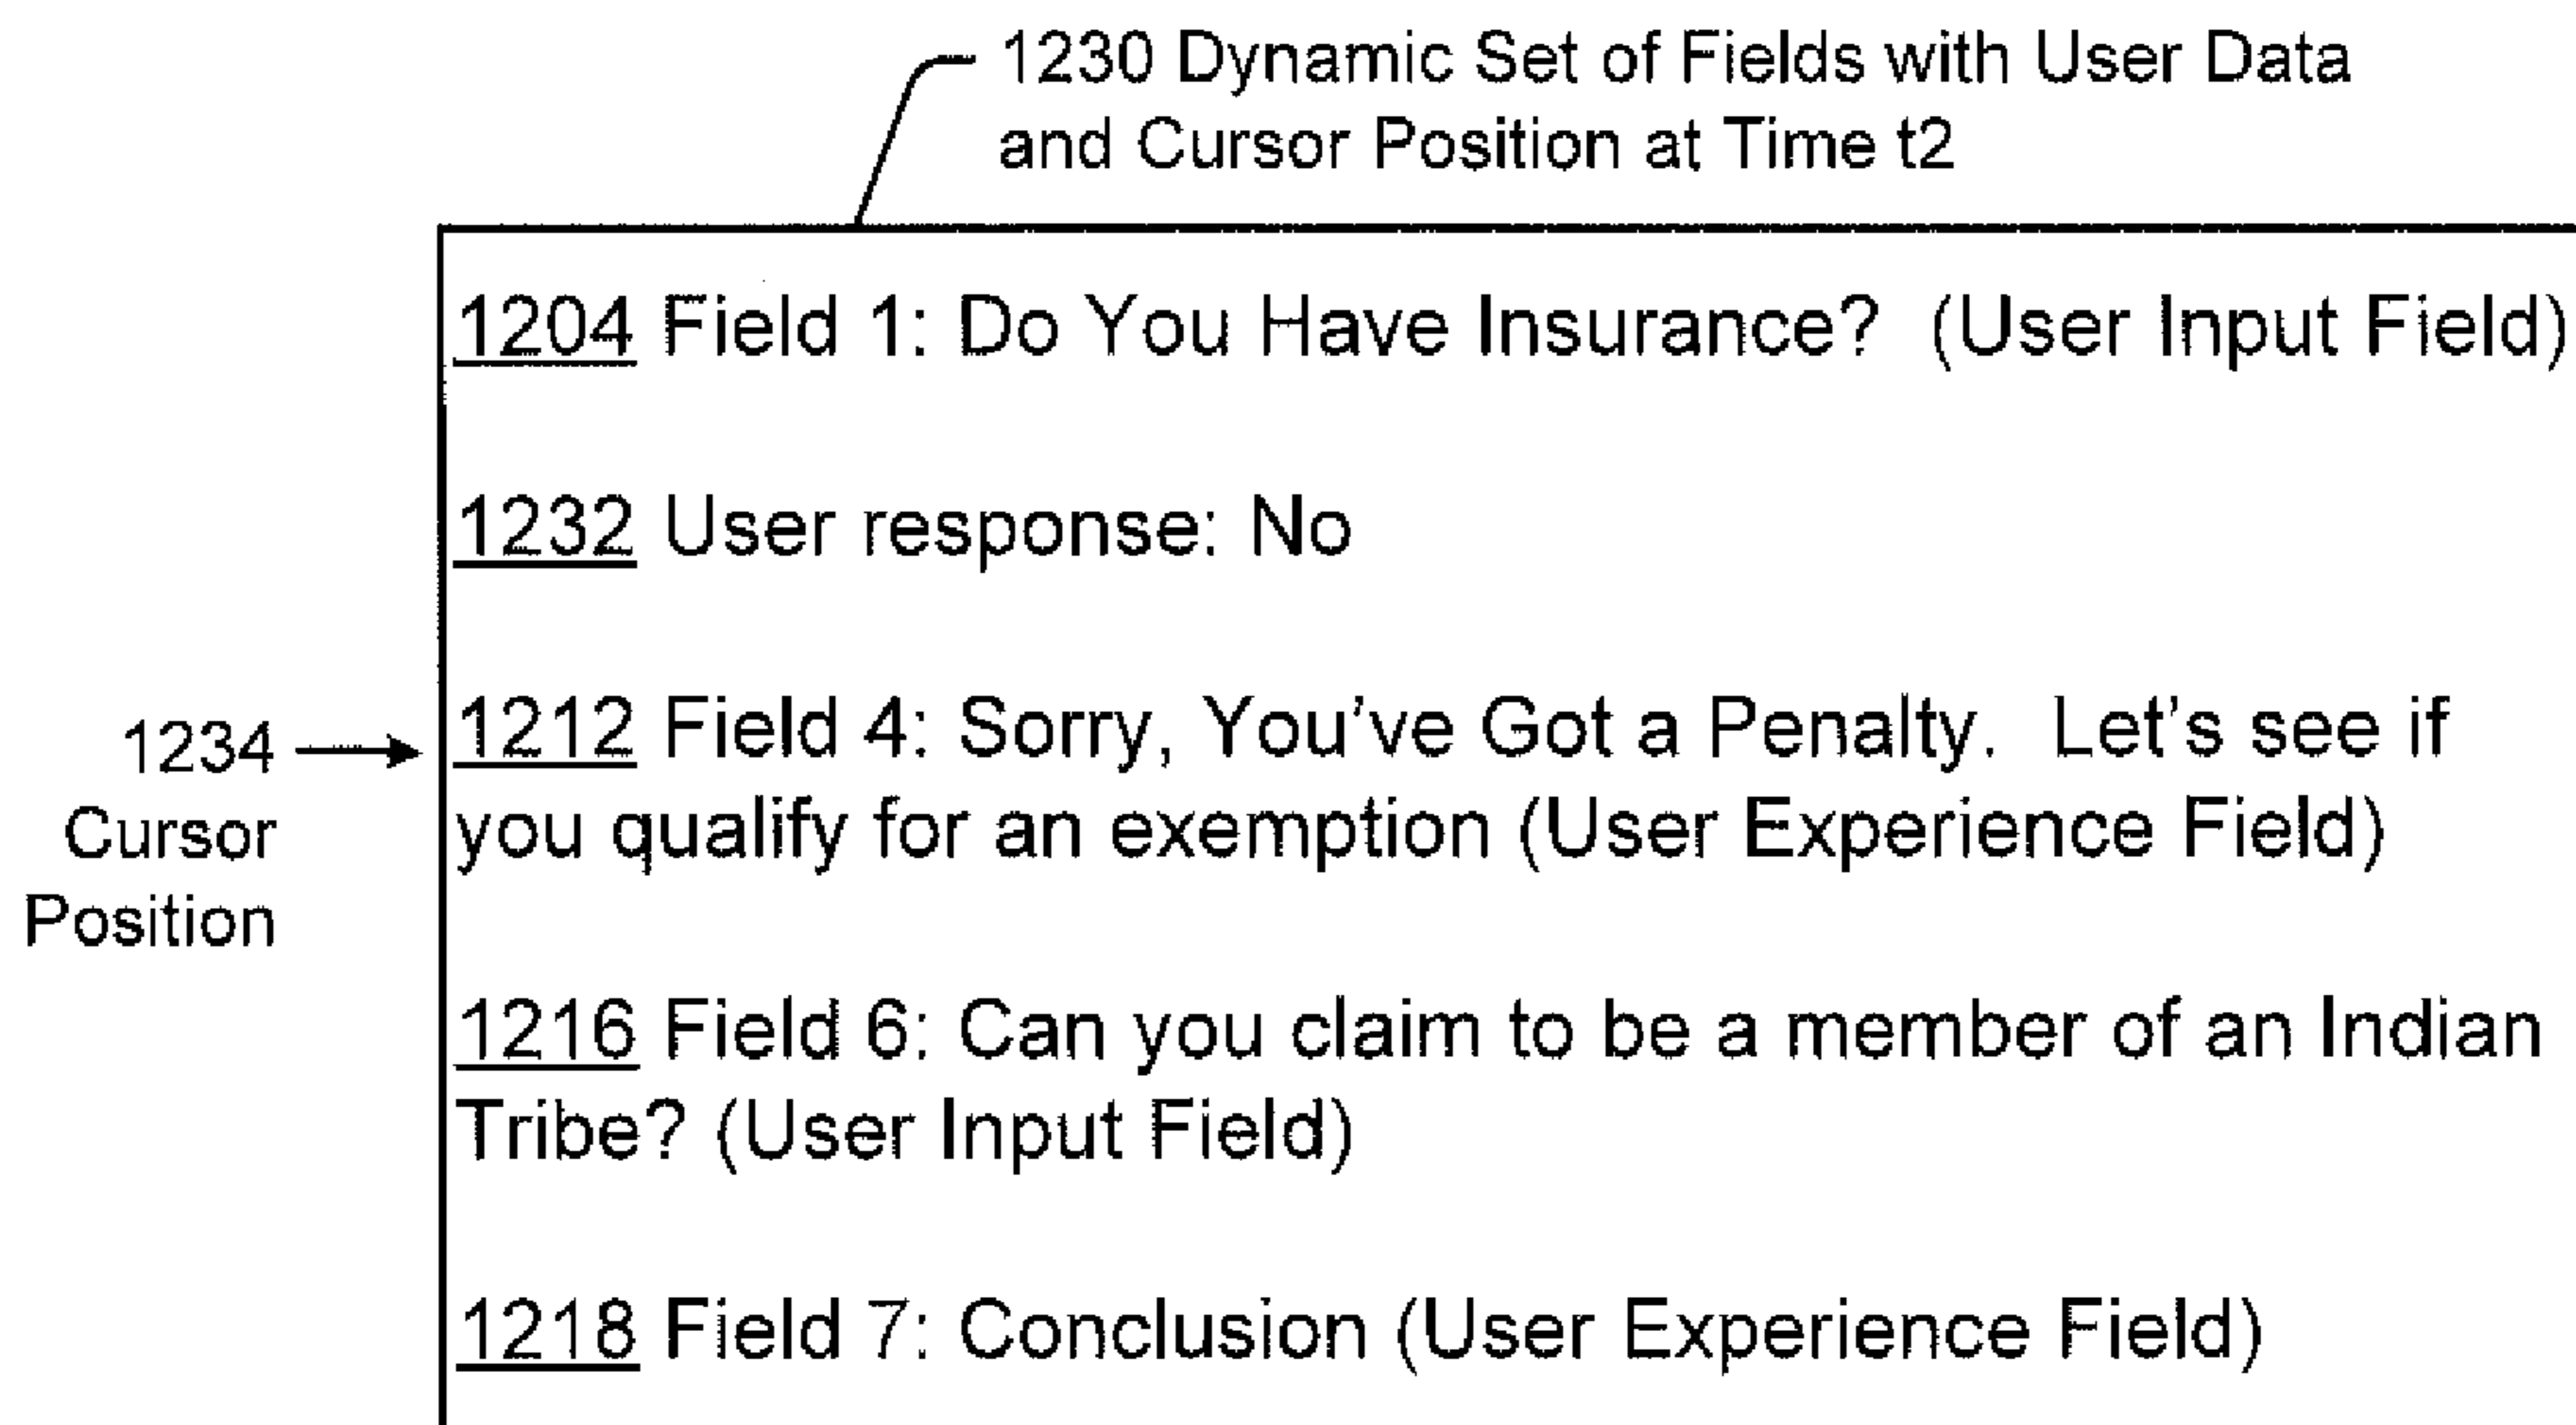 1230 Dynamic Set of Fields with User Data
and Cursor Position at Time t2
1204 Field 1: Do You Have Insurance? (User Input Field)
1232 User response: No
1212 Field 4: Sorry, You've Got a Penalty. Let's see if
you qualify for an exemption (User Experience Field)
1234
Cursor
Position
1216 Field 6: Can you claim to be a member of an Indian
Tribe? (User Input Field)
1218 Field 7: Conclusion (User Experience Field)